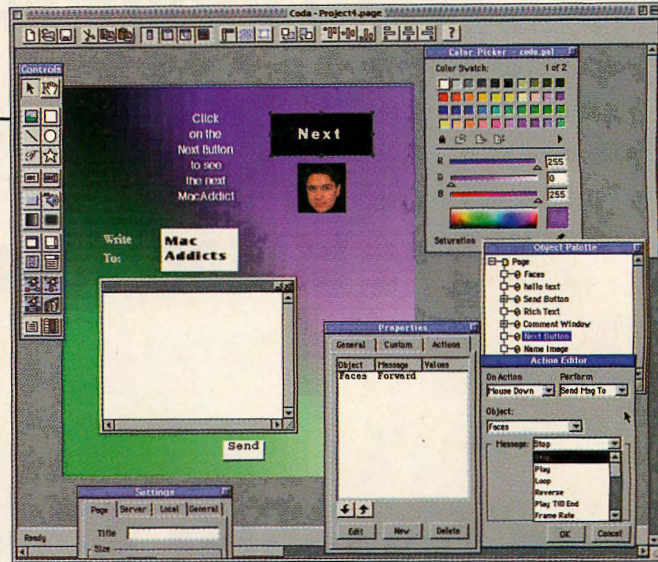 Coda - Project4.page
Controls
Click
on the
Next Button
to see
the next
MacAddict
Next
Write
To:
Mac
Addicts
Send
Color Picker - coda.pal
Color Swatch: 1 of 2
R 255
G 0
B 255
Saturation
Object Palette
Page
Faces
hello text
Send Button
Rich Text
Comment Window
Next Button
Name Image
Properties
General Custom Actions
Object Message Values
Faces Forward
Edit New Delete
Action Editor
On Action Perform
Mouse Down Send Msg To
Object:
Faces
Message: Stop
Stop
Play
Loop
Reverse
Play Till End
Frame Rate
OK Cancel
Settings
Page Server Local General
Title
Size
Ready